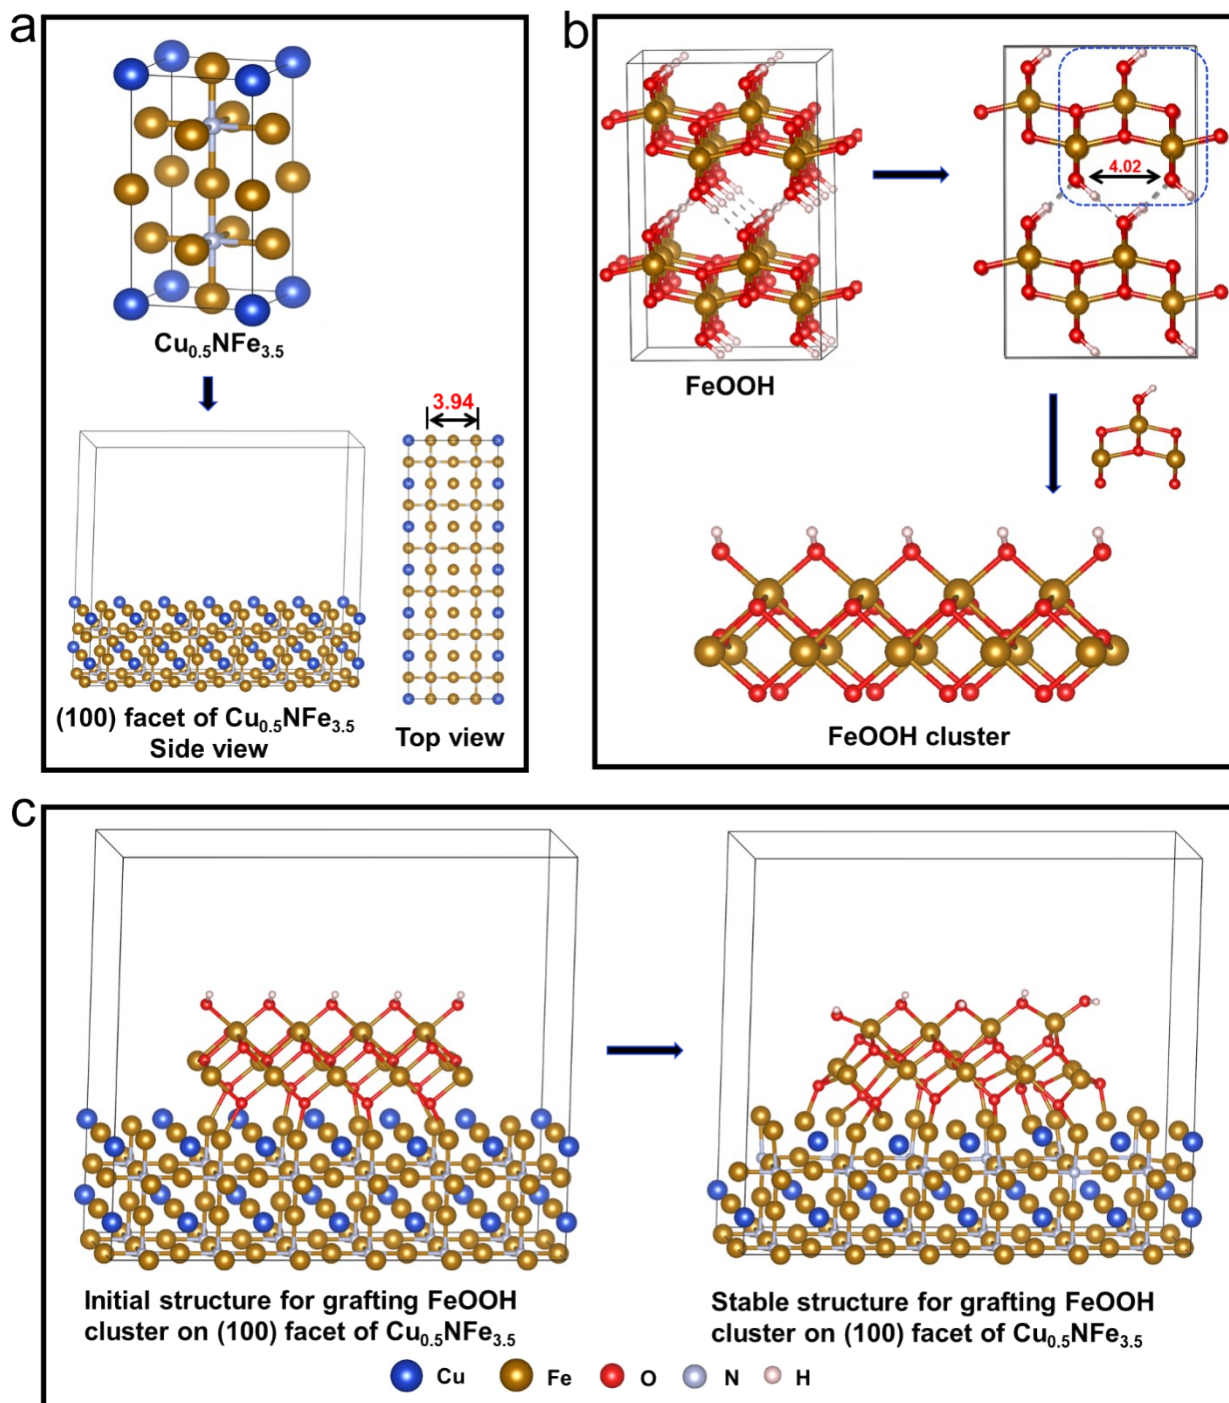 a
Cu₀.₅NFe₃.₅
3.94
(100) facet of Cu₀.₅NFe₃.₅
Side view
Top view
b
4.02
FeOOH
FeOOH cluster
c
Initial structure for grafting FeOOH
cluster on (100) facet of Cu₀.₅NFe₃.₅
Stable structure for grafting FeOOH
cluster on (100) facet of Cu₀.₅NFe₃.₅
Cu Fe O N H